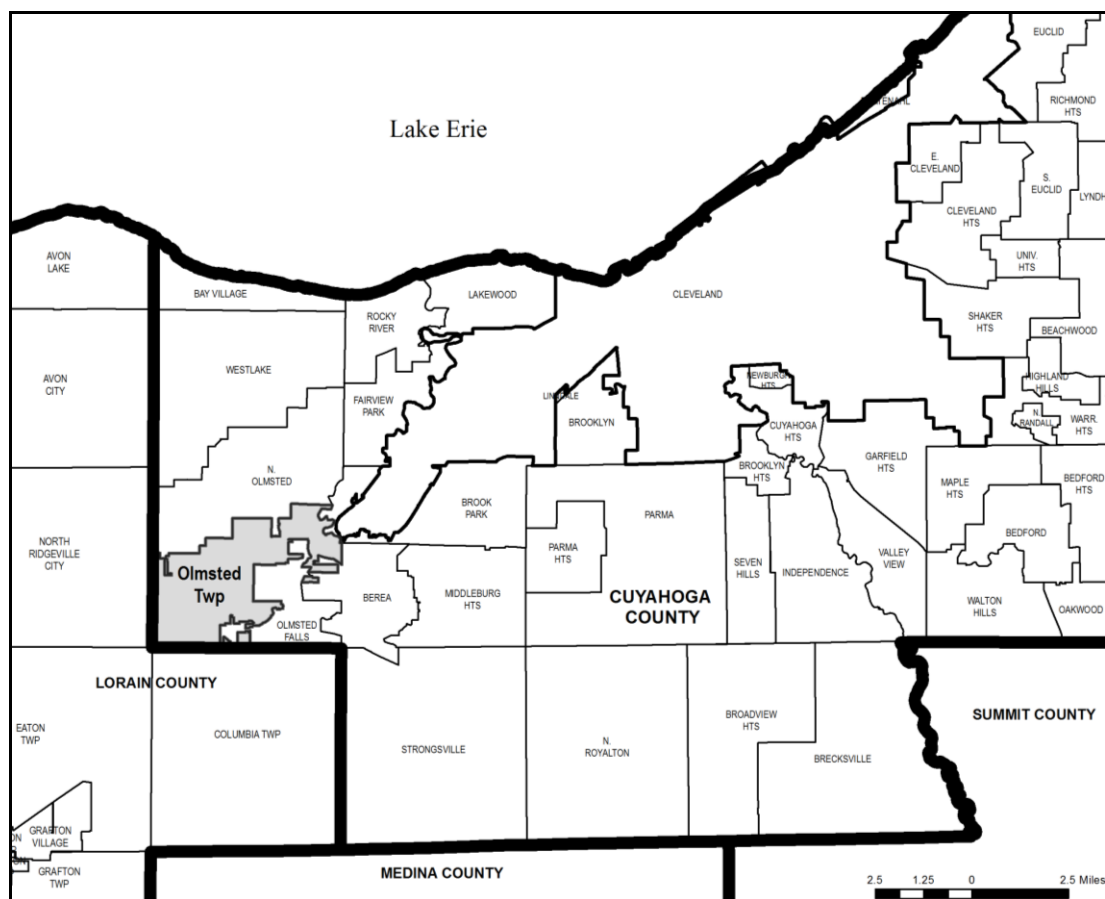 EUCLID
RICHMOND
HTS
Lake Erie
E.
CLEVELAND
S.
EUCLID
LYNDH
CLEVELAND
HTS
UNIV.
HTS
AVON
LAKE
BAY VILLAGE
LAKEWOOD
CLEVELAND
ROCKY
RIVER
SHAKER
HTS
BEACHWOOD
WESTLAKE
AVON
CITY
FAIRVIEW
PARK
BROOKLYN
NEWBURGH
HTS
HIGHLAND
HILLS
CUYAHOGA
HTS
N.
RANDALL
WARR.
HTS
N.
OLMSTED
BROOKLYN
HTS
GARFIELD
HTS
BROOK
PARK
PARMA
MAPLE
HTS
BEDFORD
HTS
NORTH
RIDGEVILLE
CITY
PARMA
HTS
BEDFORD
Olmsted
Twp
SEVEN
HILLS
INDEPENDENCE
VALLEY
VIEW
BEREA
MIDDLEBURG
HTS
CUYAHOGA
COUNTY
WALTON
HILLS
OAKWOOD
OLMSTED
FALLS
LORAIN COUNTY
SUMMIT COUNTY
EATON
TWP
COLUMBIA TWP
STRONGSVILLE
N.
ROYALTON
BROADVIEW
HTS
BRECKSVILLE
GRAFTON
VILLAGE
GRAFTON
TWP
MEDINA COUNTY
2.5 1.25 0 2.5 Miles